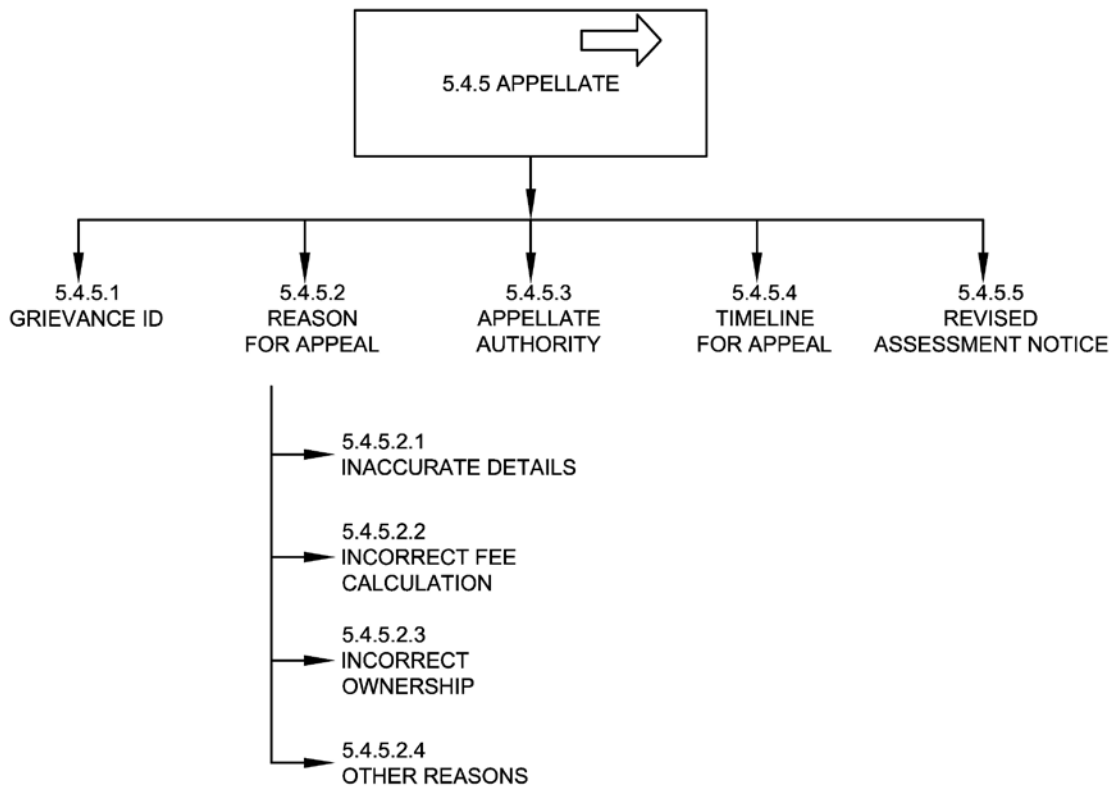 5.4.5 APPELLATE
5.4.5.1
GRIEVANCE ID
5.4.5.2
REASON
FOR APPEAL
5.4.5.3
APPELLATE
AUTHORITY
5.4.5.4
TIMELINE
FOR APPEAL
5.4.5.5
REVISED
ASSESSMENT NOTICE
5.4.5.2.1
INACCURATE DETAILS
5.4.5.2.2
INCORRECT FEE
CALCULATION
5.4.5.2.3
INCORRECT
OWNERSHIP
5.4.5.2.4
OTHER REASONS